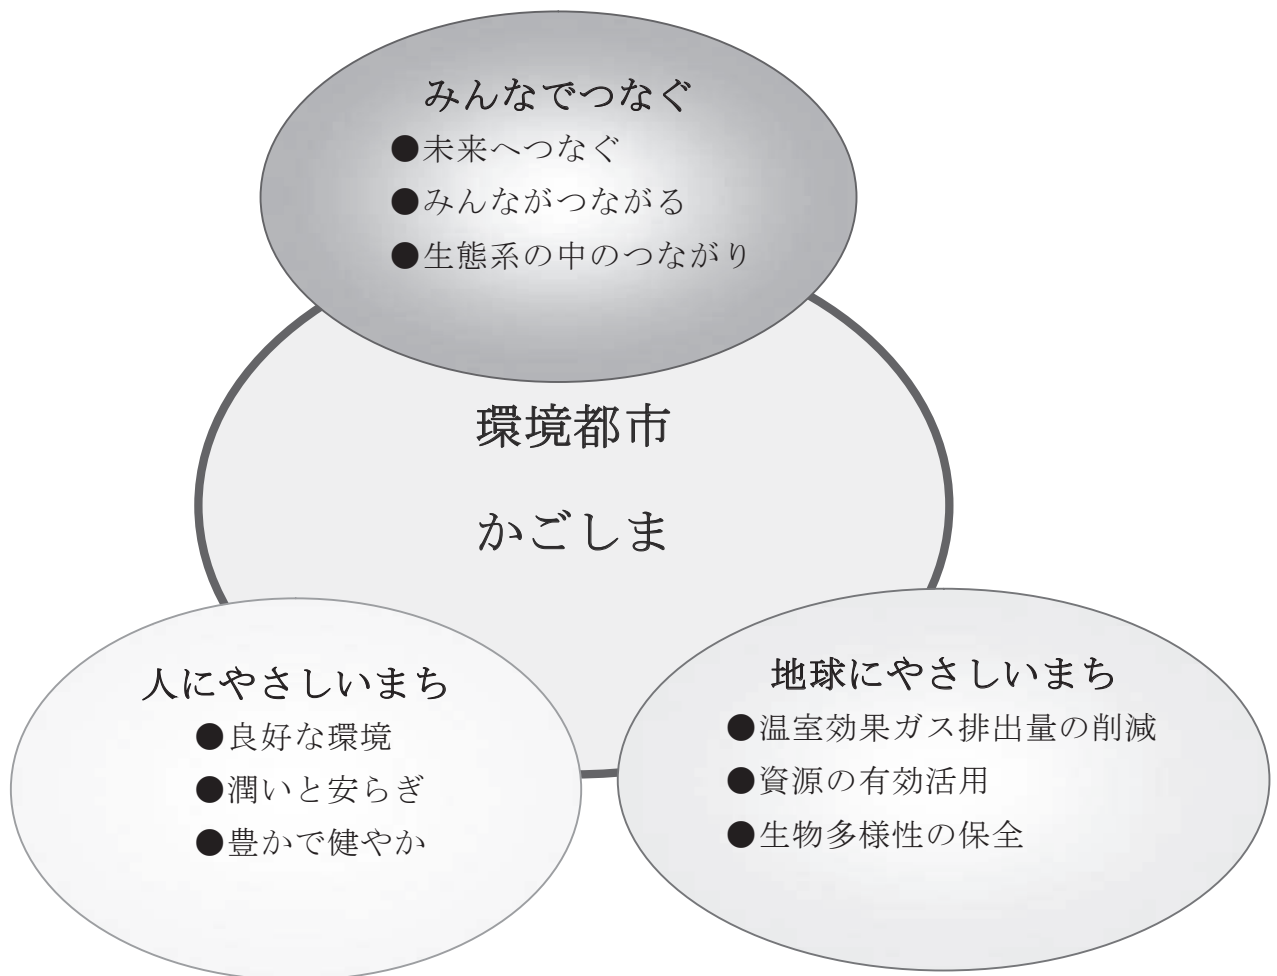 みんなでつなぐ
●未来へつなぐ
●みんながつながる
●生態系の中のつながり
環境都市
かごしま
人にやさしいまち
●良好な環境
●潤いと安らぎ
●豊かで健やか
地球にやさしいまち
●温室効果ガス排出量の削減
●資源の有効活用
●生物多様性の保全